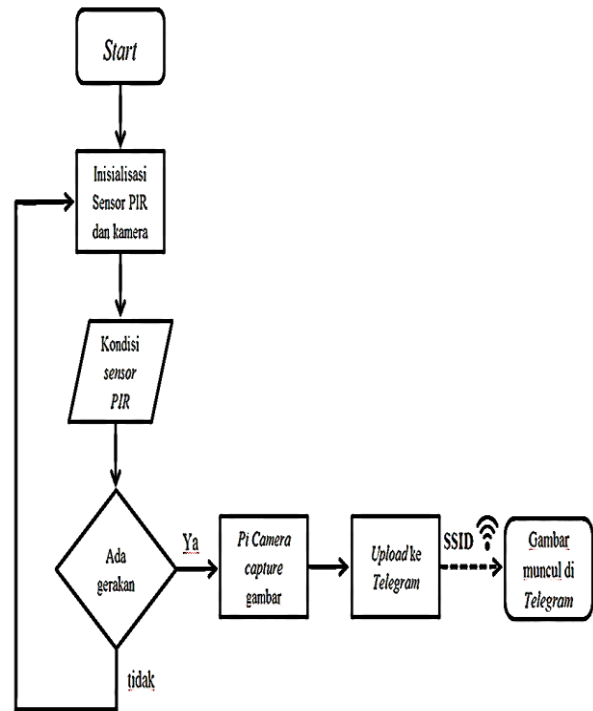 Start
Inisialisasi
Sensor PIR
dan kamera
Kondisi
sensor
PIR
Ada
gerakan
Ya
tidak
Pi Camera
capture
gambar
Upload ke
Telegram
SSID
Gambar
muncul di
Telegram